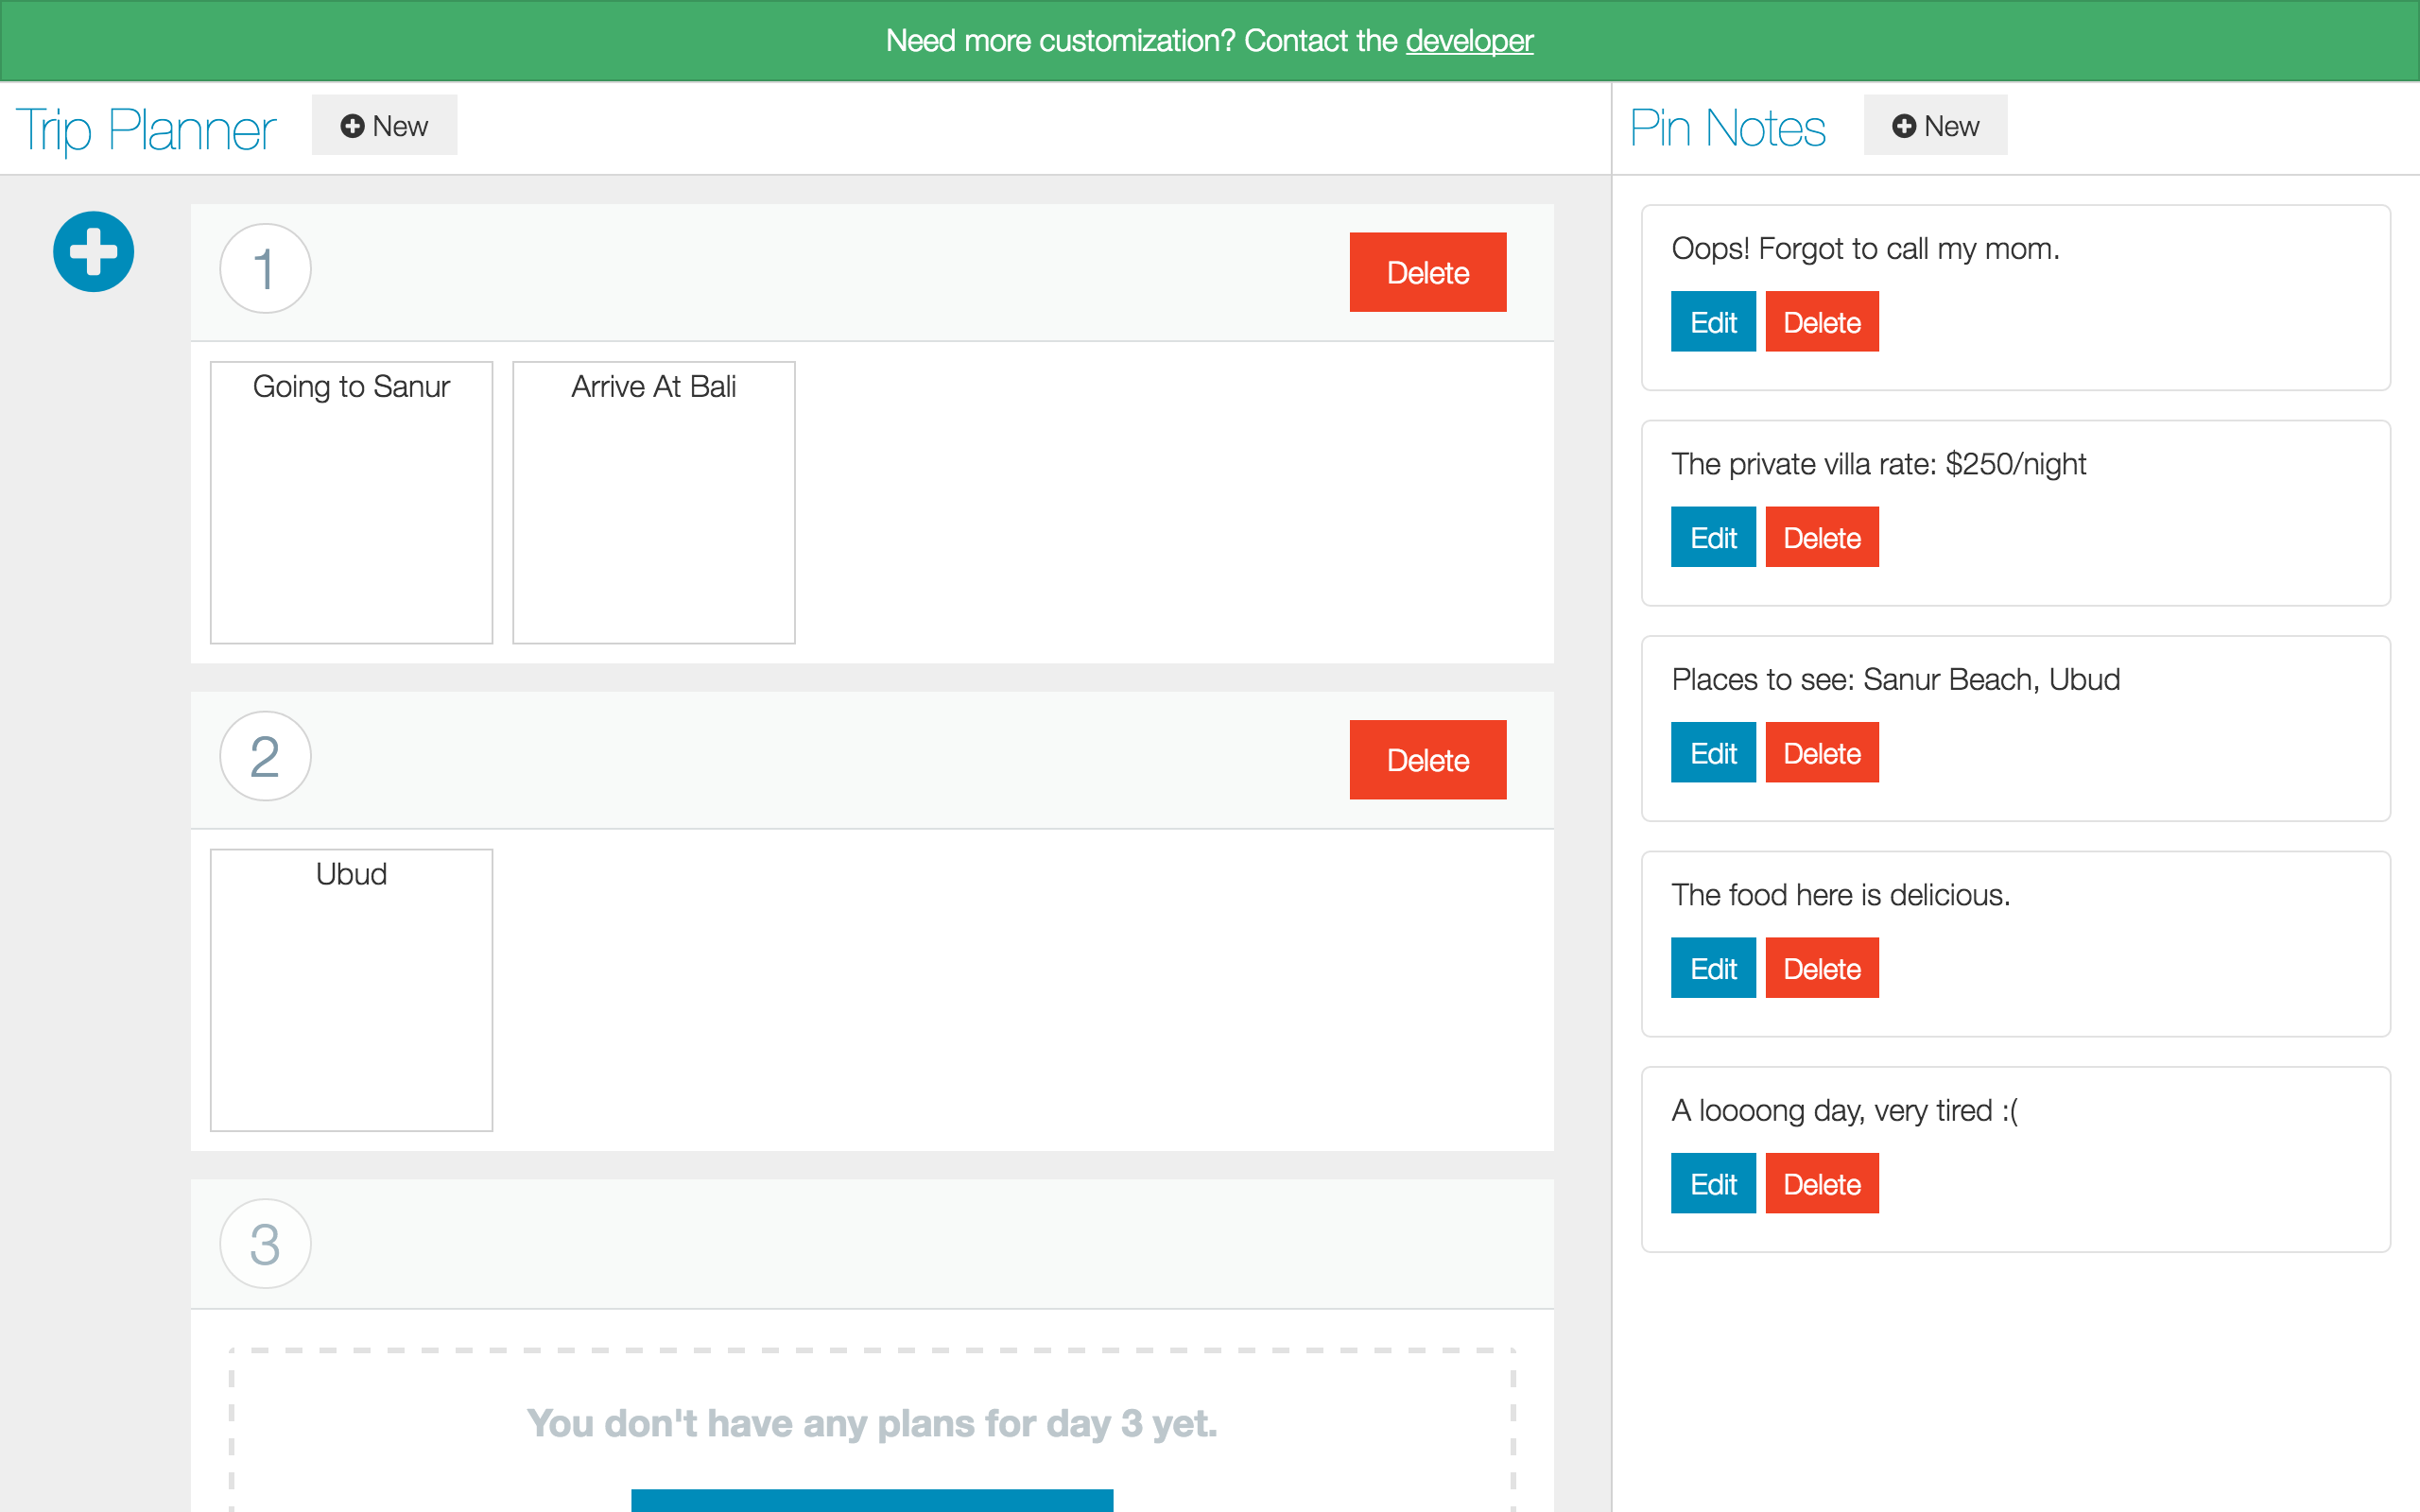 Need more customization? Contact the developer
Trip Planner
New
Pin Notes
New
1
Delete
Going to Sanur
Arrive At Bali
2
Delete
Ubud
3
You don't have any plans for day 3 yet.
Oops! Forgot to call my mom.
Edit
Delete
The private villa rate: $250/night
Edit
Delete
Places to see: Sanur Beach, Ubud
Edit
Delete
The food here is delicious.
Edit
Delete
A loooong day, very tired :(
Edit
Delete